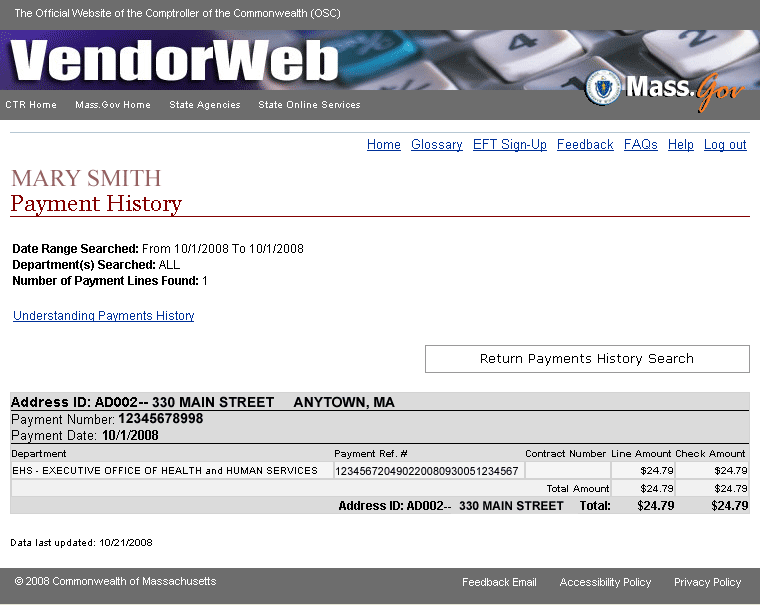 The Official Website of the Comptroller of the Commonwealth (OSC)
VendorWeb
4
Mass.Gov
CTR Home Mass.Gov Home State Agencies State Online Services
Home Glossary EFT Sign-Up Feedback FAQs Help Log out
MARY SMITH
Payment History
Date Range Searched: From 10/1/2008 To 10/1/2008
Department(s) Searched: ALL
Number of Payment Lines Found: 1
Understanding Payments History
Return Payments History Search
Address ID: AD002-- 330 MAIN STREET ANYTOWN, MA
Payment Number: 12345678998
Payment Date: 10/1/2008
Department Payment Ref. # Contract Number Line Amount Check Amount
EHS - EXECUTIVE OFFICE OF HEALTH and HUMAN SERVICES 123456720490220080930051234567 $24.79 $24.79
Total Amount $24.79 $24.79
Address ID: AD002-- 330 MAIN STREET Total: $24.79 $24.79
Data last updated: 10/21/2008
© 2008 Commonwealth of Massachusetts Feedback Email Accessibility Policy Privacy Policy